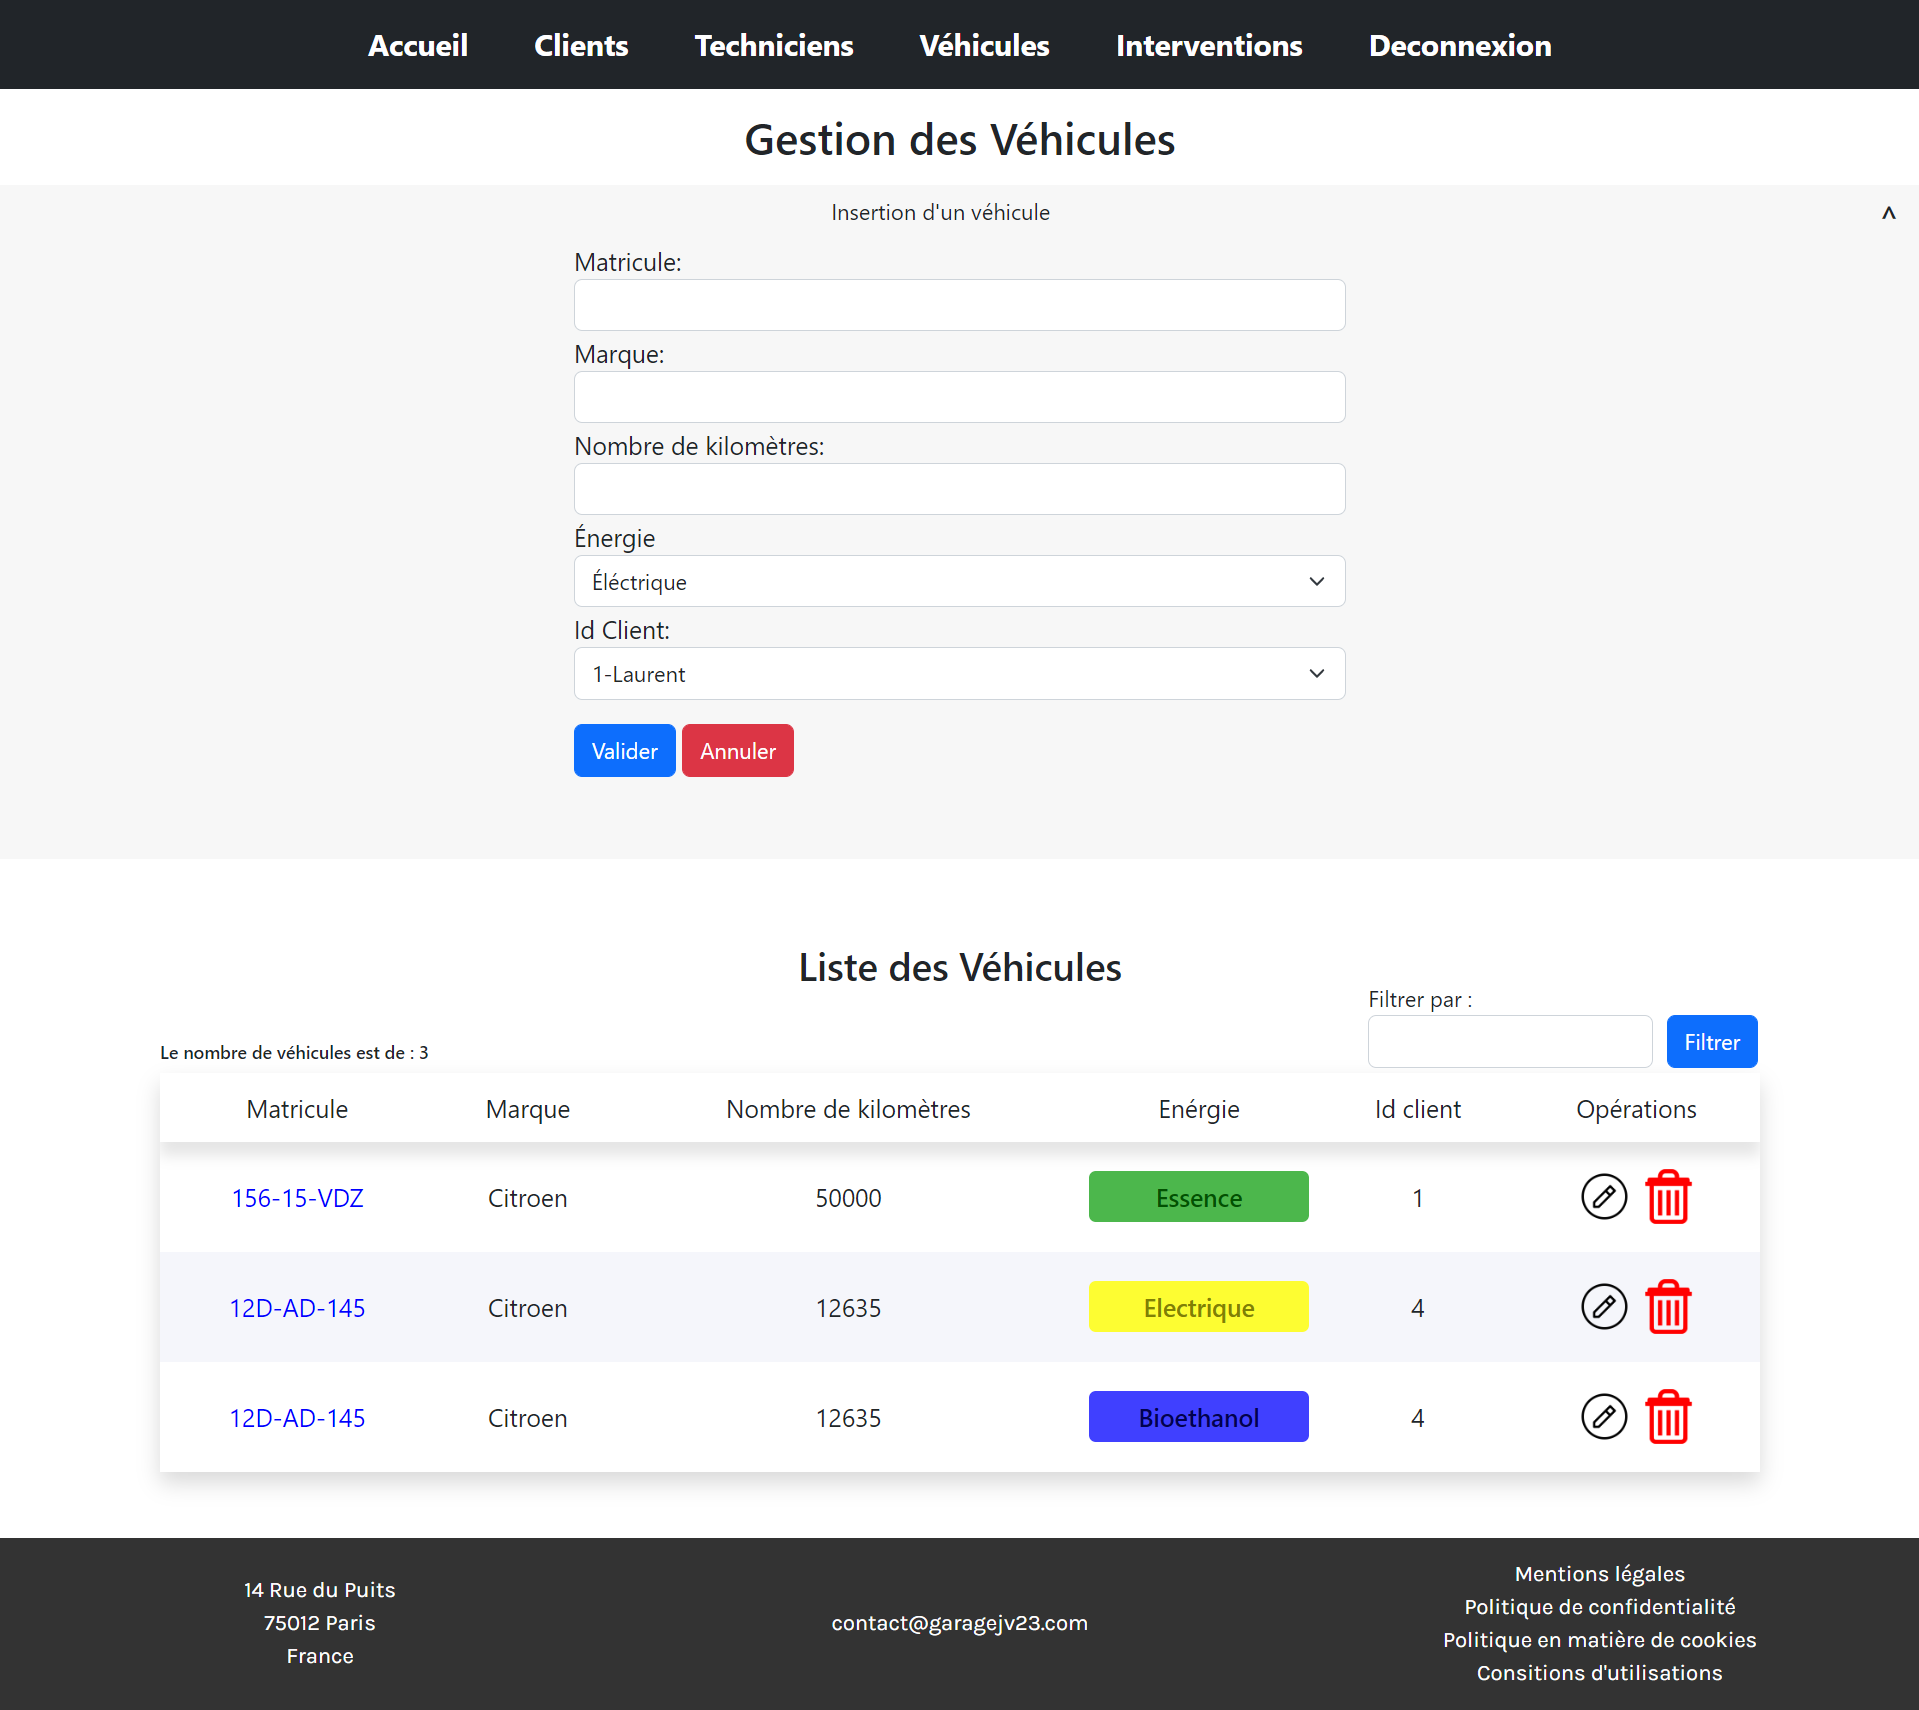 Accueil Clients Techniciens Véhicules Interventions Deconnexion
Gestion des Véhicules
Insertion d'un véhicule ^
Matricule:
Marque:
Nombre de kilomètres:
Énergie
Éléctrique
Id Client:
1-Laurent
Valider Annuler
Liste des Véhicules
Filtrer par :
Filtrer
Le nombre de véhicules est de : 3
Matricule Marque Nombre de kilomètres Enérgie Id client Opérations
156-15-VDZ Citroen 50000 Essence 1
12D-AD-145 Citroen 12635 Electrique 4
12D-AD-145 Citroen 12635 Bioethanol 4
14 Rue du Puits
75012 Paris
France
contact@garagejv23.com
Mentions légales
Politique de confidentialité
Politique en matière de cookies
Consitions d'utilisations